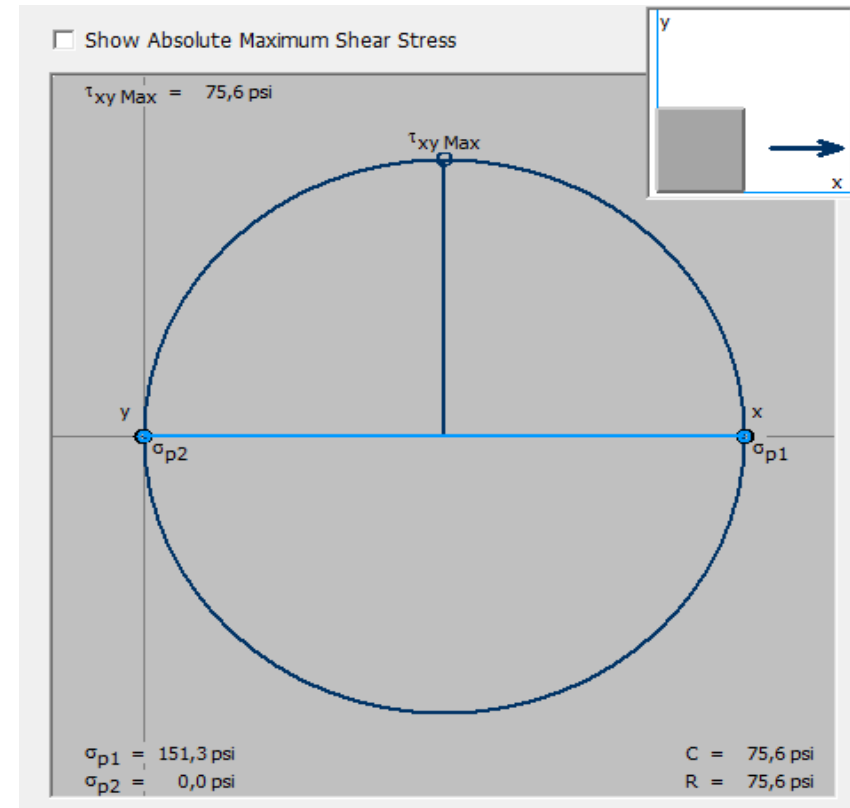 Show Absolute Maximum Shear Stress
y
x
τxy Max = 75,6 psi
τxy Max
y
x
σp2
σp1
σp1 = 151,3 psi
σp2 = 0,0 psi
C = 75,6 psi
R = 75,6 psi